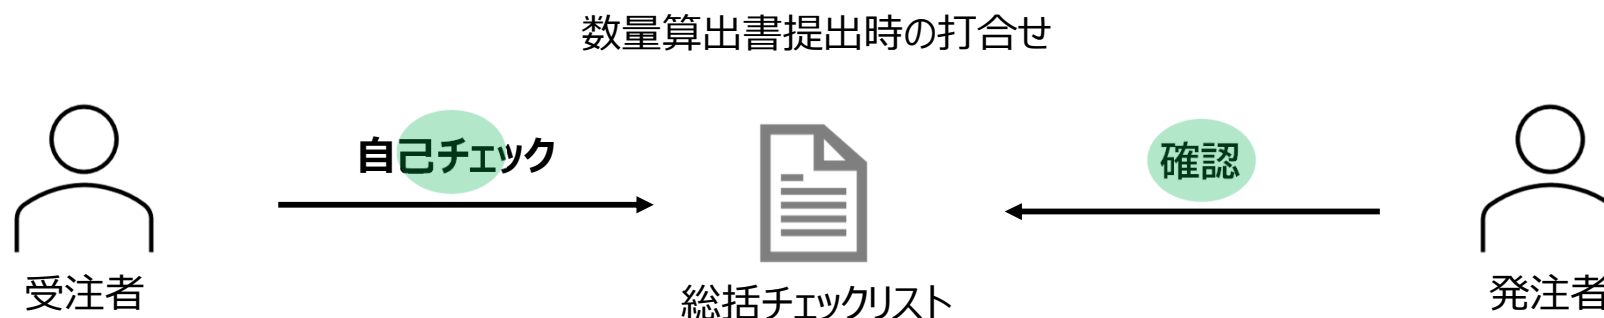 数量算出書提出時の打合せ
自己チェック
確認
受注者
総括チェックリスト
発注者